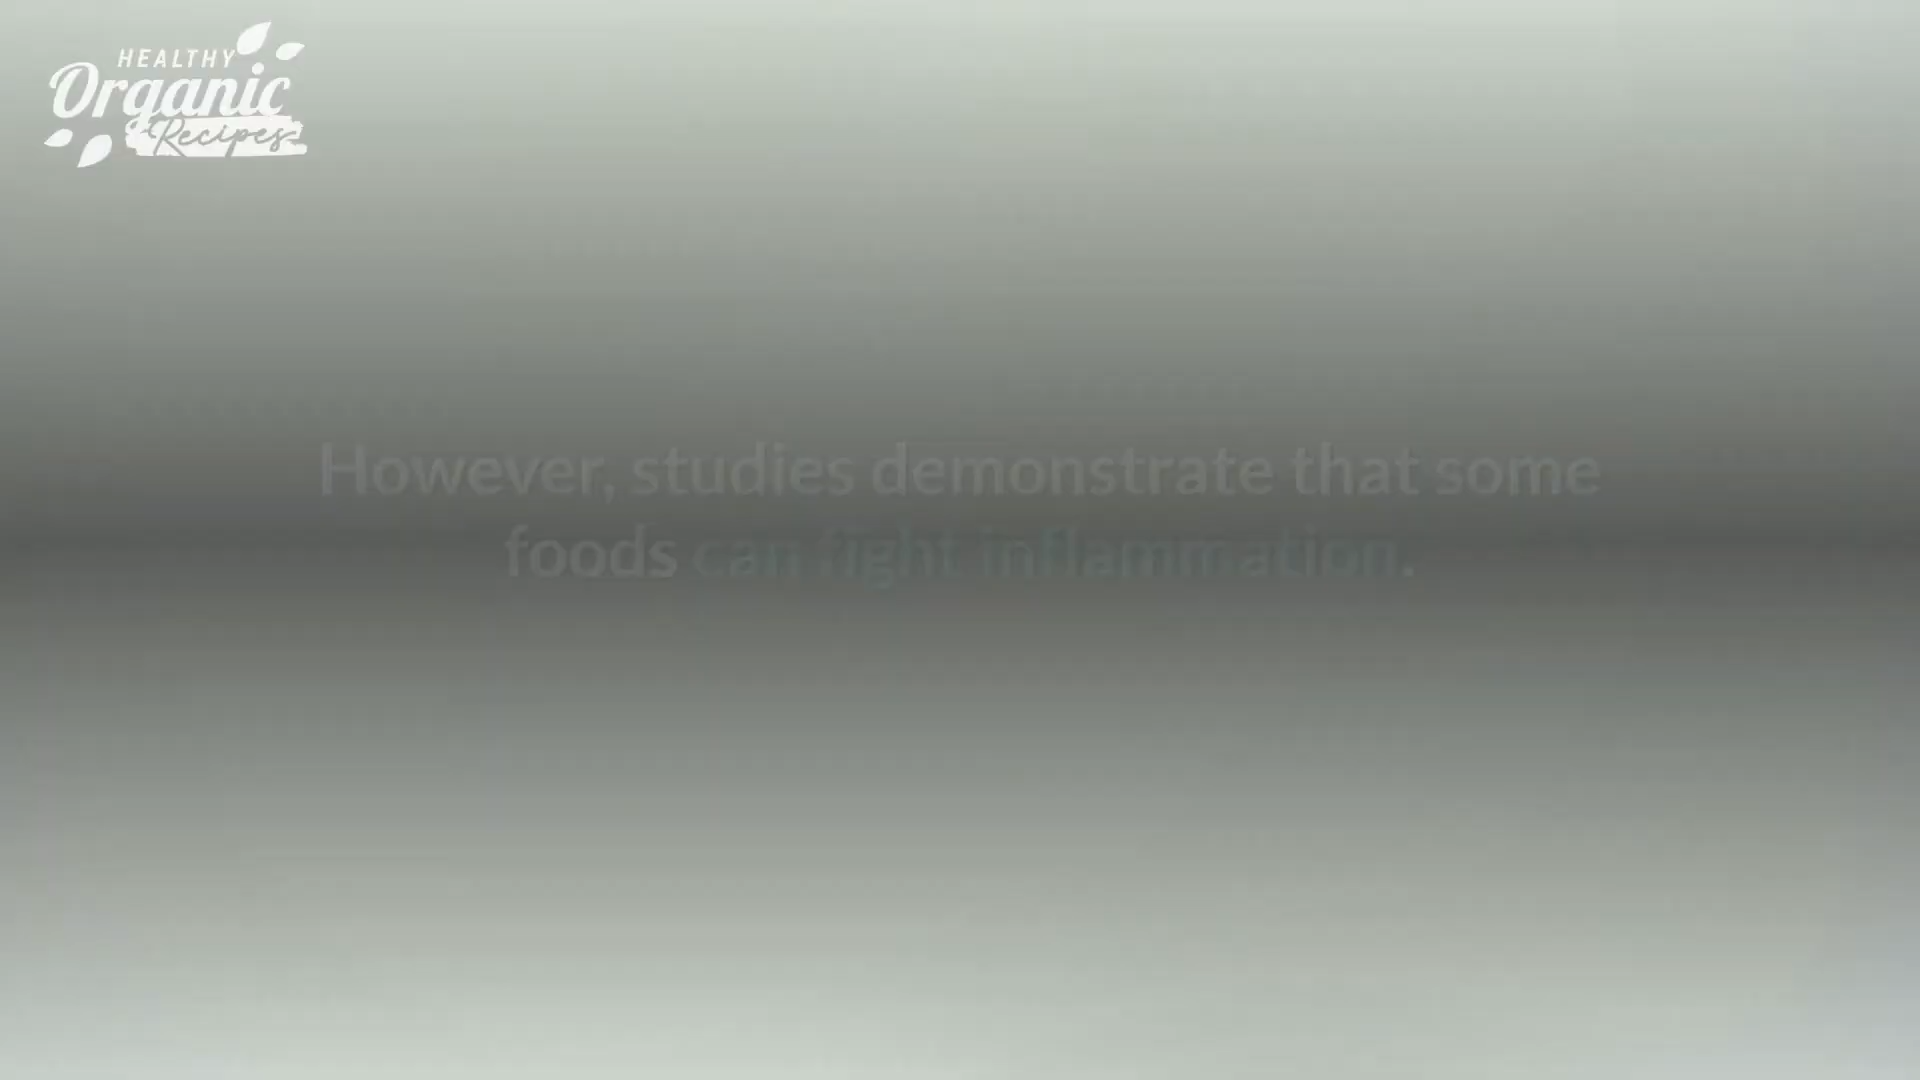 HEALTHY
Organic
Recipes
However, studies demonstrate that some
foods can fight inflammation.